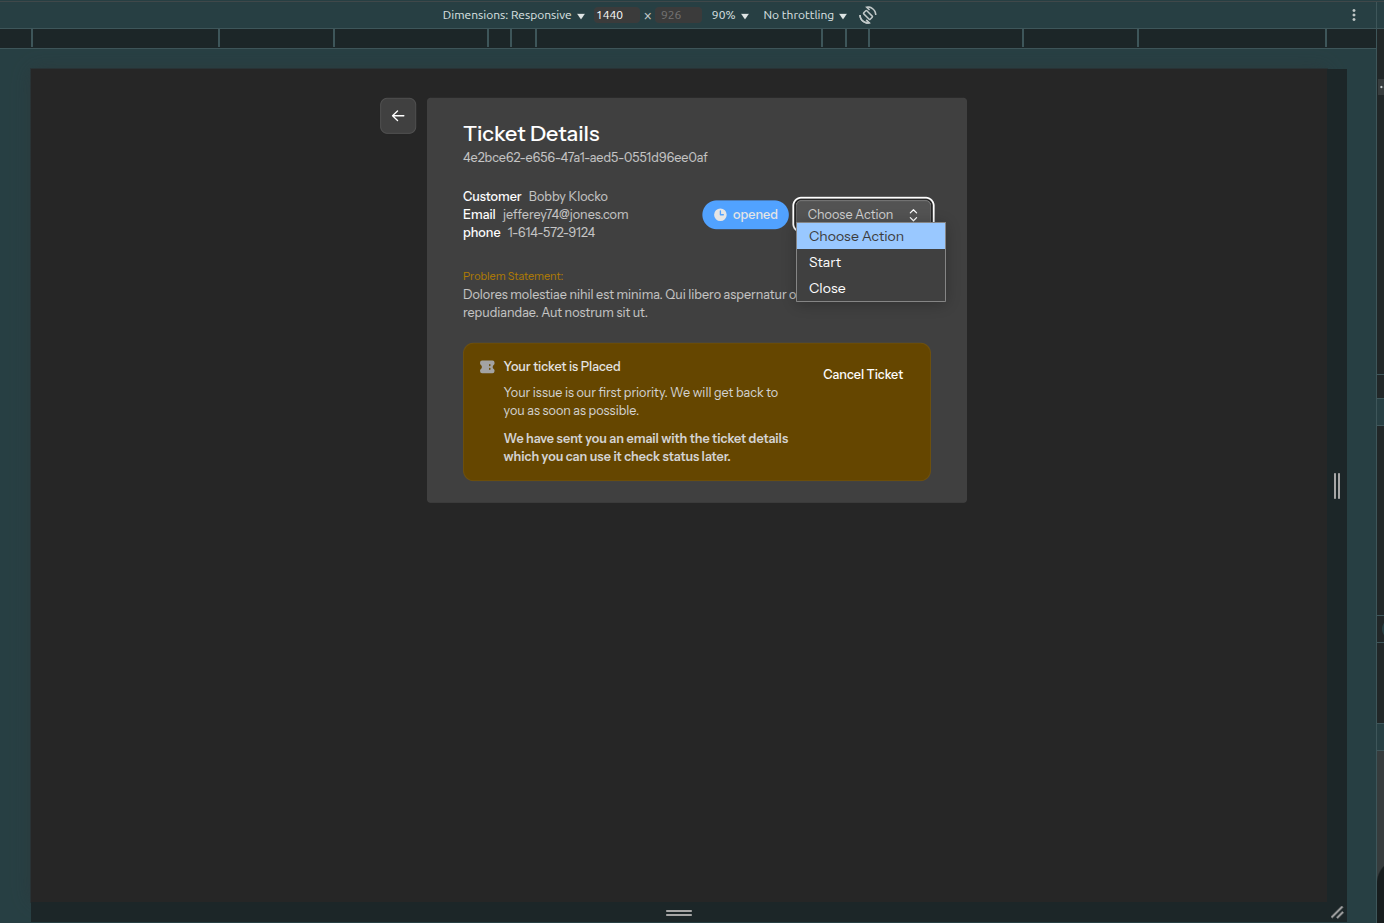 Dimensions: Responsive 1440 x 926 90% No throttling
Ticket Details
4e2bce62-e656-47a1-aed5-0551d96ee0af
Customer Bobby Klocko
Email jefferey74@jones.com
phone 1-614-572-9124
opened
Choose Action
Choose Action
Start
Close
Problem Statement:
Dolores molestiae nihil est minima. Qui libero aspernatur
repudiandae. Aut nostrum sit ut.
Your ticket is Placed
Cancel Ticket
Your issue is our first priority. We will get back to
you as soon as possible.
We have sent you an email with the ticket details
which you can use it check status later.